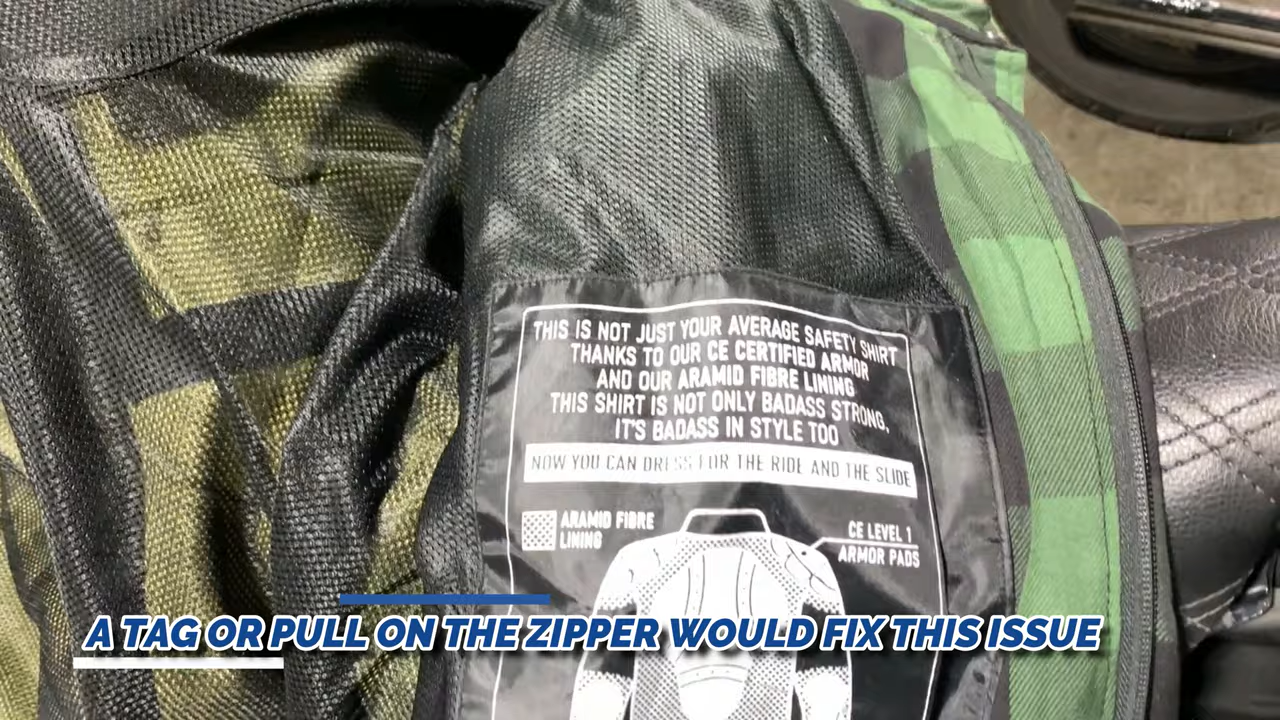 THIS IS NOT JUST YOUR AVERAGE SAFETY SHIRT
THANKS TO OUR CE CERTIFIED ARMOR
AND OUR ARAMID FIBRE LINING
THIS SHIRT IS NOT ONLY BADASS STRONG,
IT'S BADASS IN STYLE TOO
NOW YOU CAN DRESS FOR THE RIDE AND THE SLIDE
ARAMID FIBRE
LINING
CE LEVEL 1
ARMOR PADS
A TAG OR PULL ON THE ZIPPER WOULD FIX THIS ISSUE